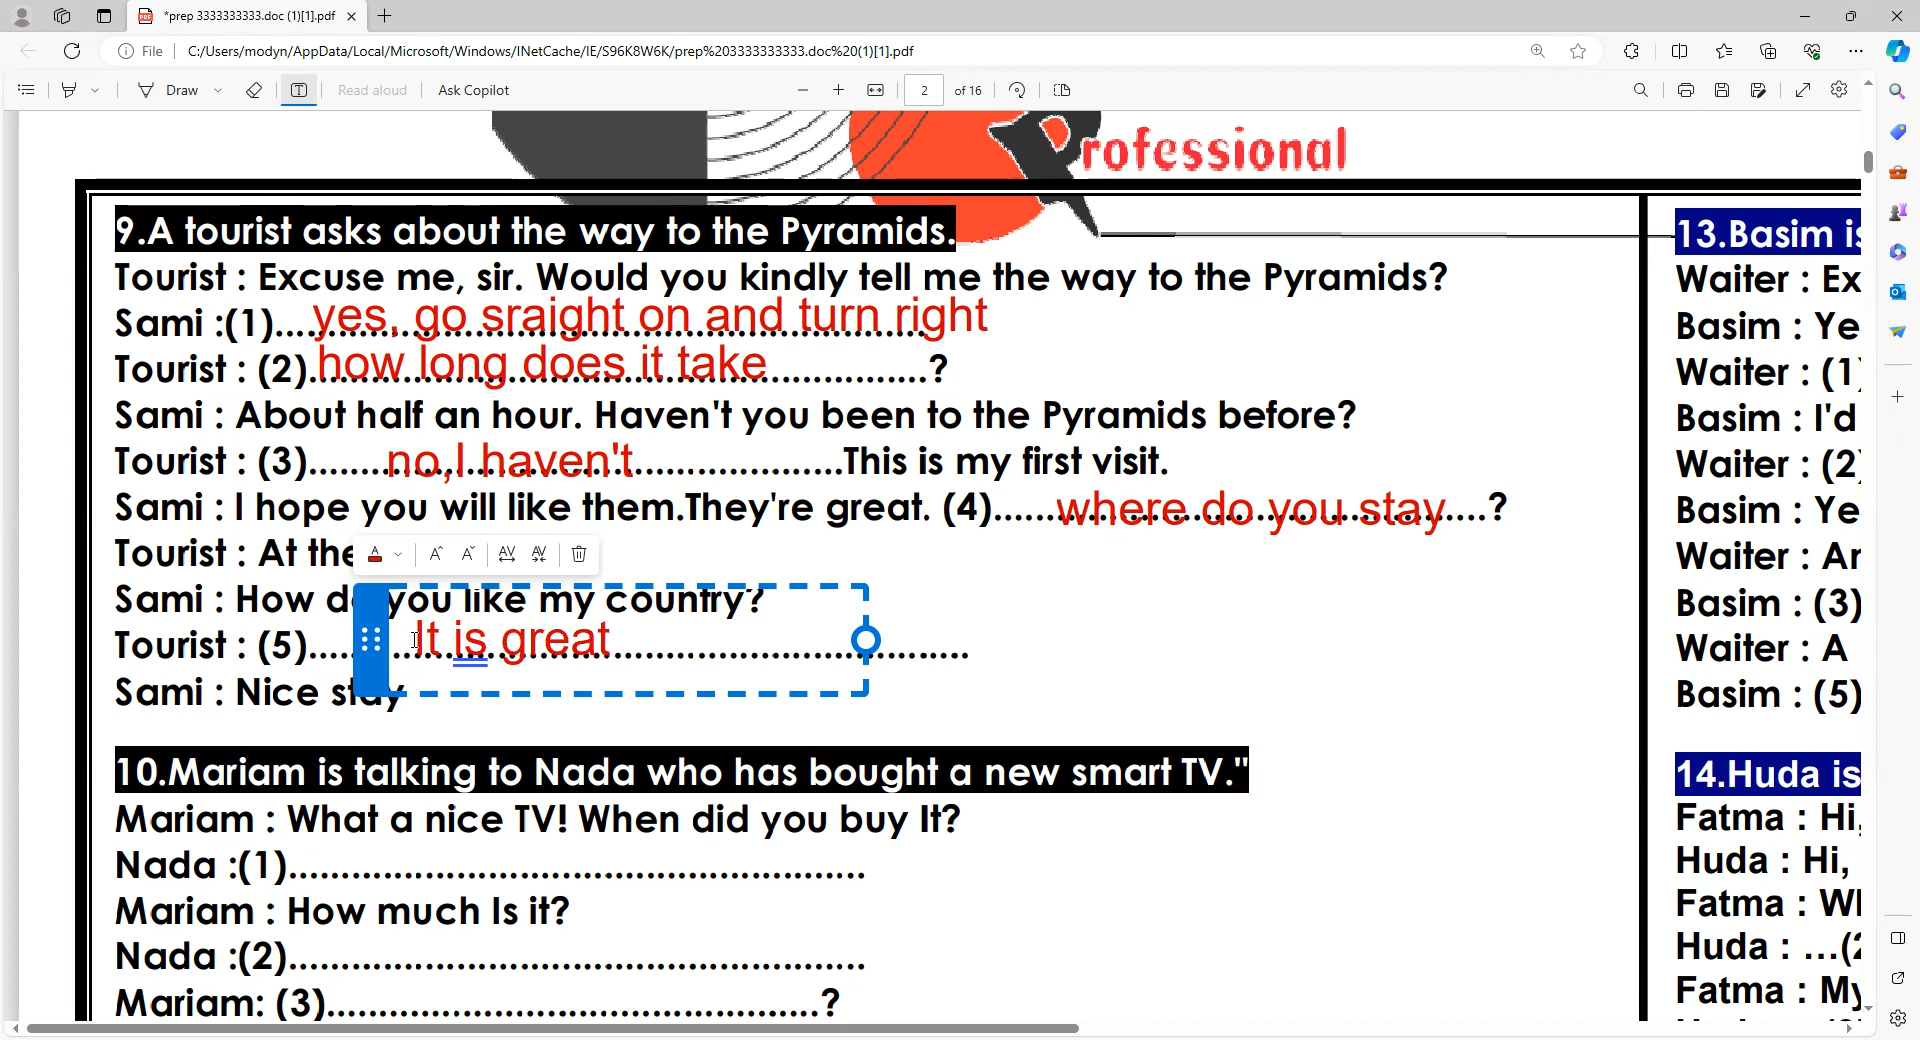 *prep 3333333333.doc (1)[1].pdf
File
C:/Users/modyn/AppData/Local/Microsoft/Windows/INetCache/IE/S96K8W6K/prep%203333333333.doc%20(1)[1].pdf
Draw
Read aloud
Ask Copilot
2 of 16
Professional
9.A tourist asks about the way to the Pyramids.
Tourist : Excuse me, sir. Would you kindly tell me the way to the Pyramids?
Sami :(1)....yes, go sraight on and turn right
Tourist : (2).how long does it take..............?
Sami : About half an hour. Haven't you been to the Pyramids before?
Tourist : (3)........no,I haven't...................This is my first visit.
Sami : I hope you will like them.They're great. (4)......where do you stay....?
Tourist : At the
Sami : How do you like my country?
Tourist : (5)..........It is great..................................
Sami : Nice stay
10.Mariam is talking to Nada who has bought a new smart TV."
Mariam : What a nice TV! When did you buy It?
Nada :(1)........................................................
Mariam : How much Is it?
Nada :(2)........................................................
Mariam: (3)................................................?
13.Basim is
Waiter : Ex
Basim : Ye
Waiter : (1)
Basim : I'd
Waiter : (2)
Basim : Ye
Waiter : Ar
Basim : (3)
Waiter : A
Basim : (5)
14.Huda is
Fatma : Hi,
Huda : Hi,
Fatma : Wh
Huda : ...(2
Fatma : My